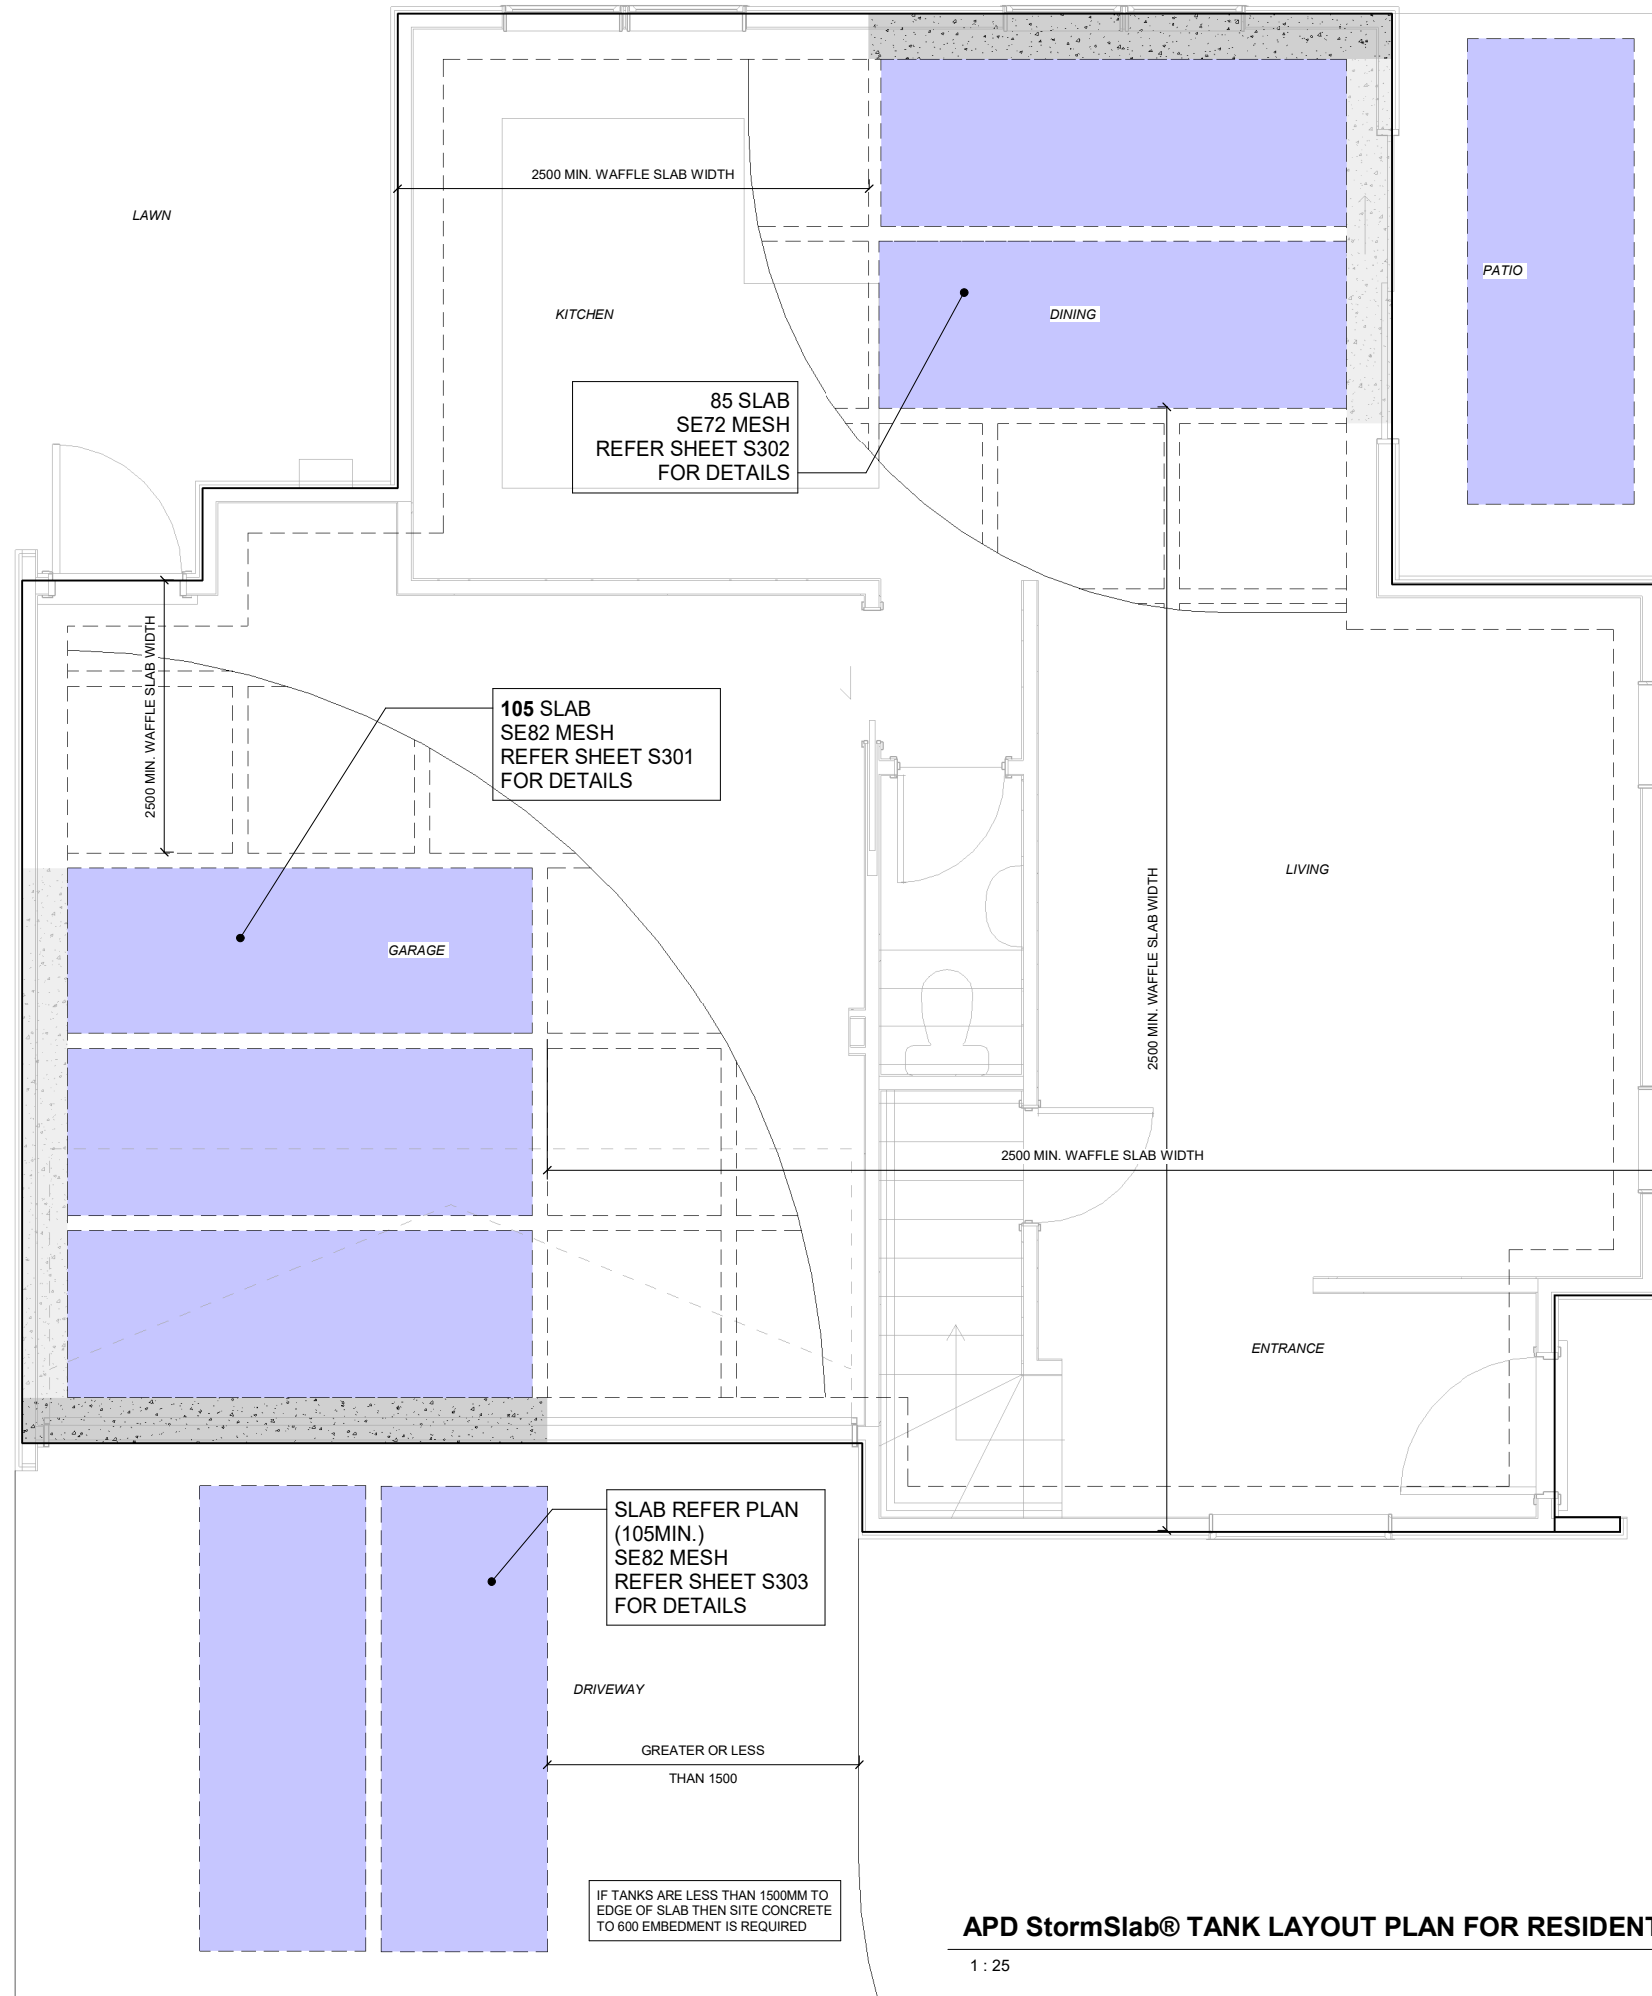 2500 MIN. WAFFLE SLAB WIDTH
LAWN
PATIO
KITCHEN
DINING
85 SLAB
SE72 MESH
REFER SHEET S302
FOR DETAILS
2500 MIN. WAFFLE SLAB WIDTH
105 SLAB
SE82 MESH
REFER SHEET S301
FOR DETAILS
LIVING
GARAGE
2500 MIN. WAFFLE SLAB WIDTH
2500 MIN. WAFFLE SLAB WIDTH
ENTRANCE
SLAB REFER PLAN
(105MIN.)
SE82 MESH
REFER SHEET S303
FOR DETAILS
DRIVEWAY
GREATER OR LESS
THAN 1500
IF TANKS ARE LESS THAN 1500MM TO
EDGE OF SLAB THEN SITE CONCRETE
TO 600 EMBEDMENT IS REQUIRED
APD StormSlab® TANK LAYOUT PLAN FOR RESIDENT
1 : 25